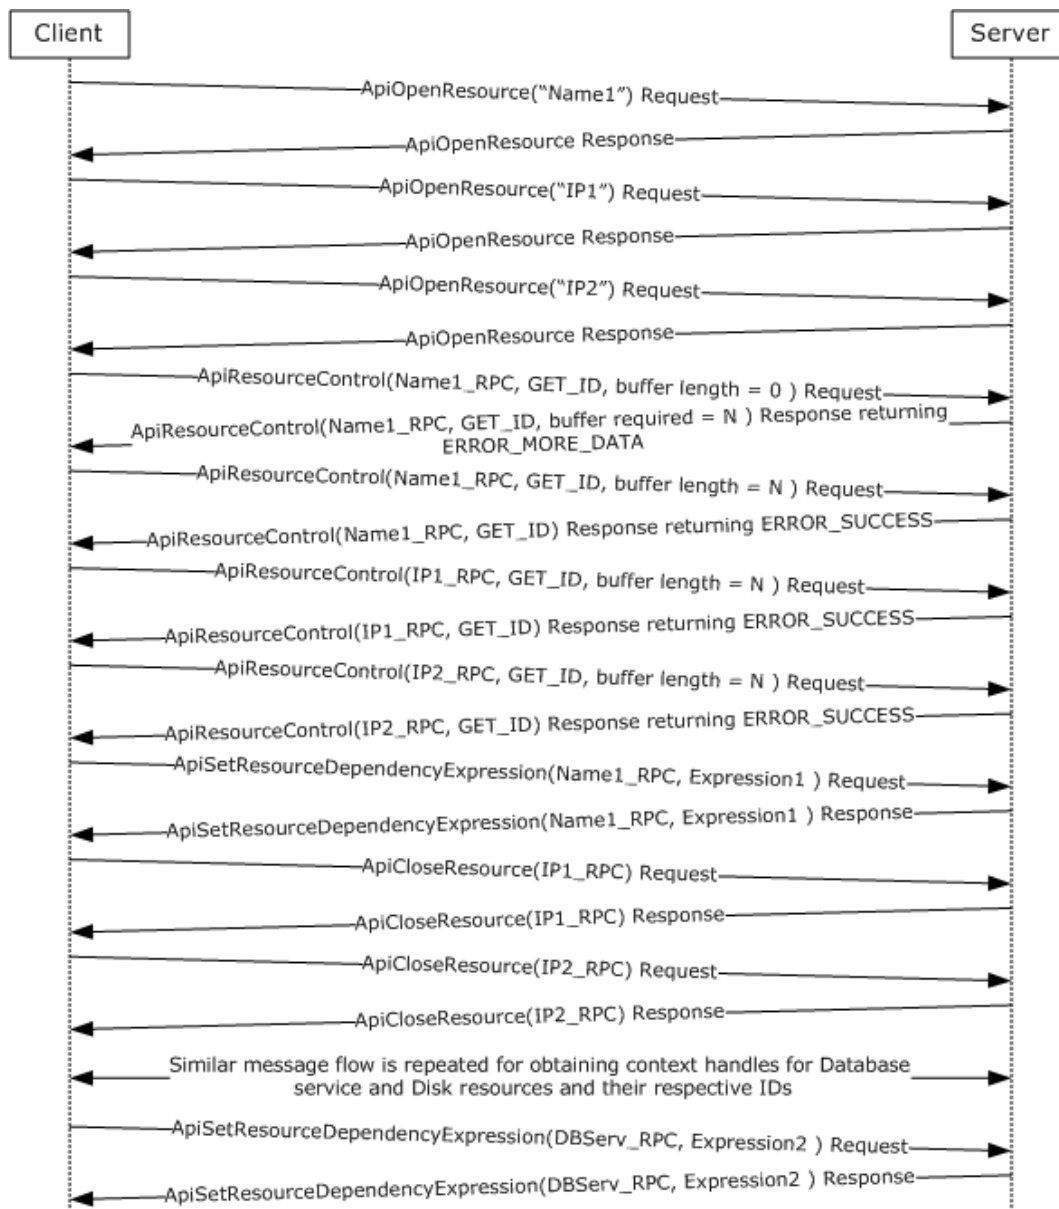 Client
Server
ApiOpenResource(“Name1”) Request
ApiOpenResource Response
ApiOpenResource(“IP1”) Request
ApiOpenResource Response
ApiOpenResource(“IP2”) Request
ApiOpenResource Response
ApiResourceControl(Name1_RPC, GET_ID, buffer length = 0 ) Request
ApiResourceControl(Name1_RPC, GET_ID, buffer required = N ) Response returning
ERROR_MORE_DATA
ApiResourceControl(Name1_RPC, GET_ID, buffer length = N ) Request
ApiResourceControl(Name1_RPC, GET_ID) Response returning ERROR_SUCCESS
ApiResourceControl(IP1_RPC, GET_ID, buffer length = N ) Request
ApiResourceControl(IP1_RPC, GET_ID) Response returning ERROR_SUCCESS
ApiResourceControl(IP2_RPC, GET_ID, buffer length = N ) Request
ApiResourceControl(IP2_RPC, GET_ID) Response returning ERROR_SUCCESS
ApiSetResourceDependencyExpression(Name1_RPC, Expression1 ) Request
ApiSetResourceDependencyExpression(Name1_RPC, Expression1 ) Response
ApiCloseResource(IP1_RPC) Request
ApiCloseResource(IP1_RPC) Response
ApiCloseResource(IP2_RPC) Request
ApiCloseResource(IP2_RPC) Response
Similar message flow is repeated for obtaining context handles for Database
service and Disk resources and their respective IDs
ApiSetResourceDependencyExpression(DBServ_RPC, Expression2 ) Request
ApiSetResourceDependencyExpression(DBServ_RPC, Expression2 ) Response